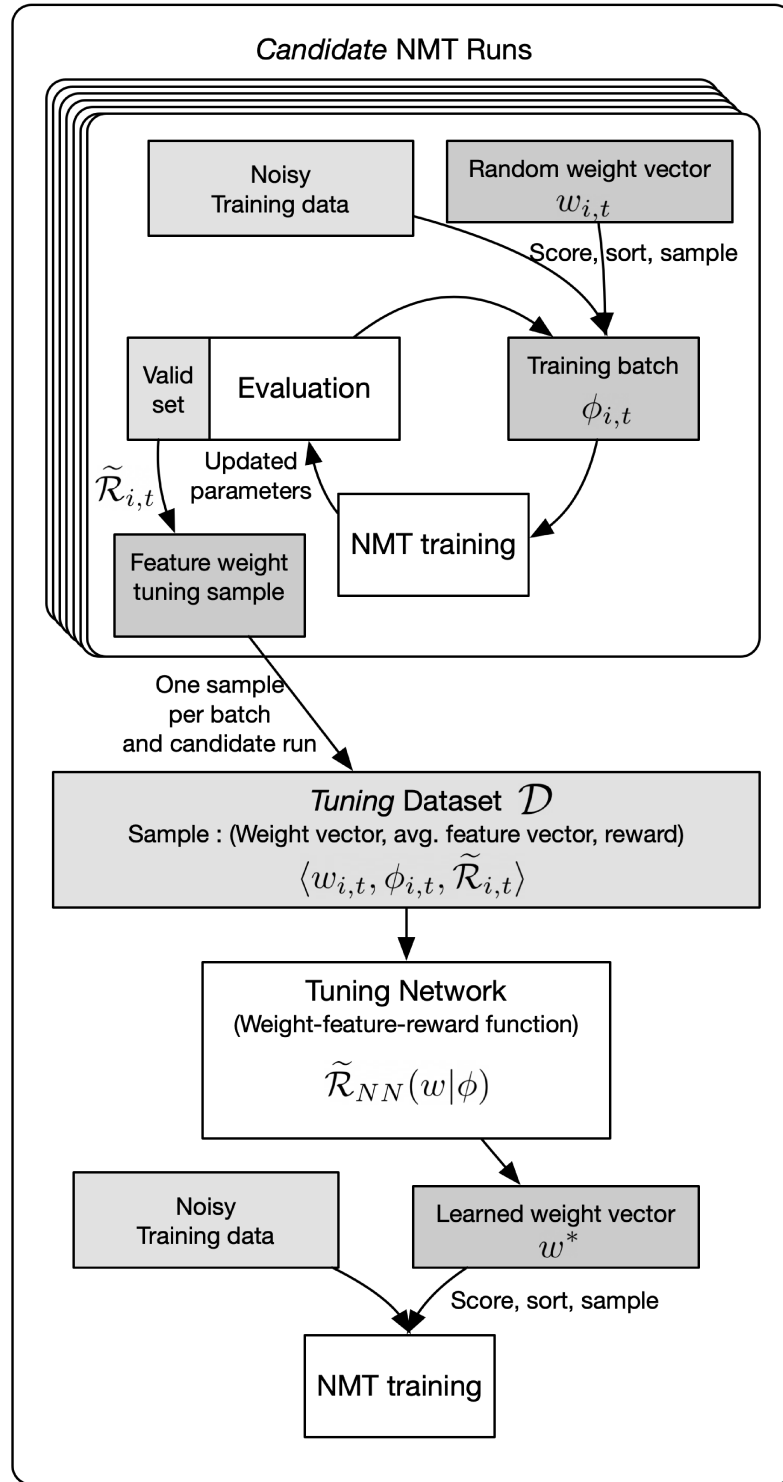 Candidate NMT Runs
Noisy
Training data
Random weight vector
w_{i,t}
Score, sort, sample
Valid
set
Evaluation
Training batch
ϕ_{i,t}
R̃_{i,t}
Updated
parameters
NMT training
Feature weight
tuning sample
One sample
per batch
and candidate run
Tuning Dataset 𝒟
Sample : (Weight vector, avg. feature vector, reward)
⟨w_{i,t}, ϕ_{i,t}, R̃_{i,t}⟩
Tuning Network
(Weight-feature-reward function)
R̃_{NN}(w|ϕ)
Noisy
Training data
Learned weight vector
w*
Score, sort, sample
NMT training